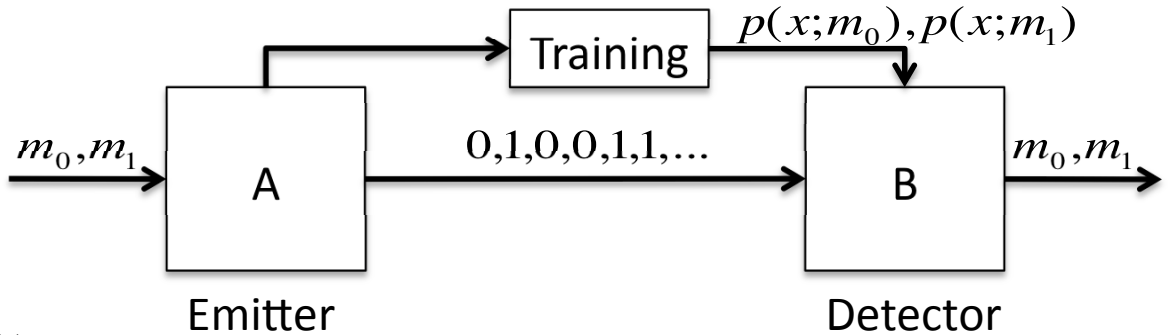 p(x;m₀),p(x;m₁)
Training
m₀,m₁
0,1,0,0,1,1,...
m₀,m₁
A
B
Emitter
Detector